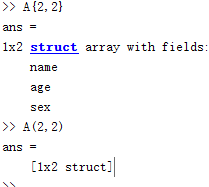 >> A{2,2}
ans =
1x2 struct array with fields:
name
age
sex
>> A(2,2)
ans =
[1x2 struct]
>>